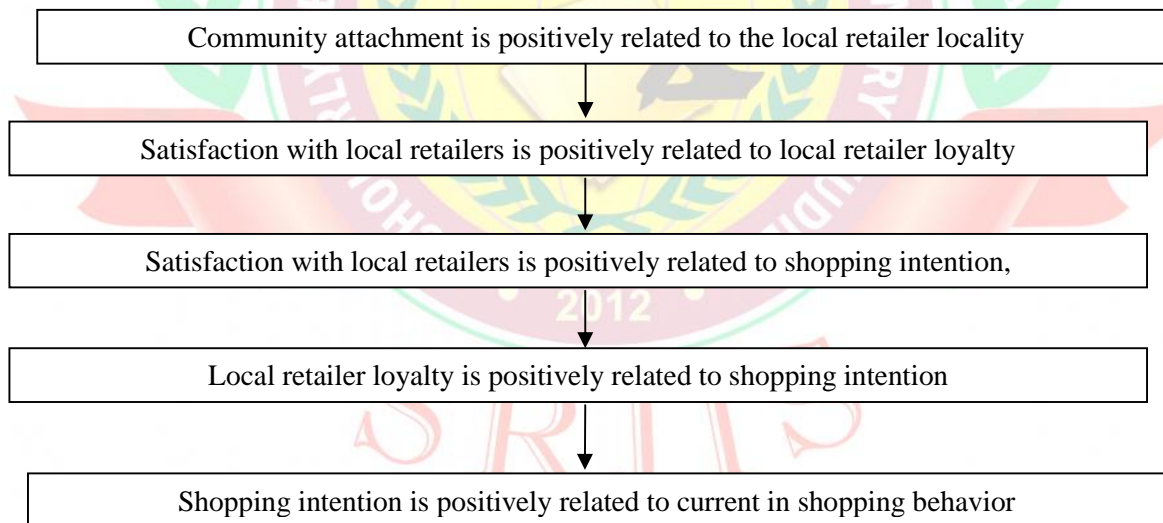 Community attachment is positively related to the local retailer locality
Satisfaction with local retailers is positively related to local retailer loyalty
Satisfaction with local retailers is positively related to shopping intention,
2012
Local retailer loyalty is positively related to shopping intention
SRJIS
Shopping intention is positively related to current in shopping behavior